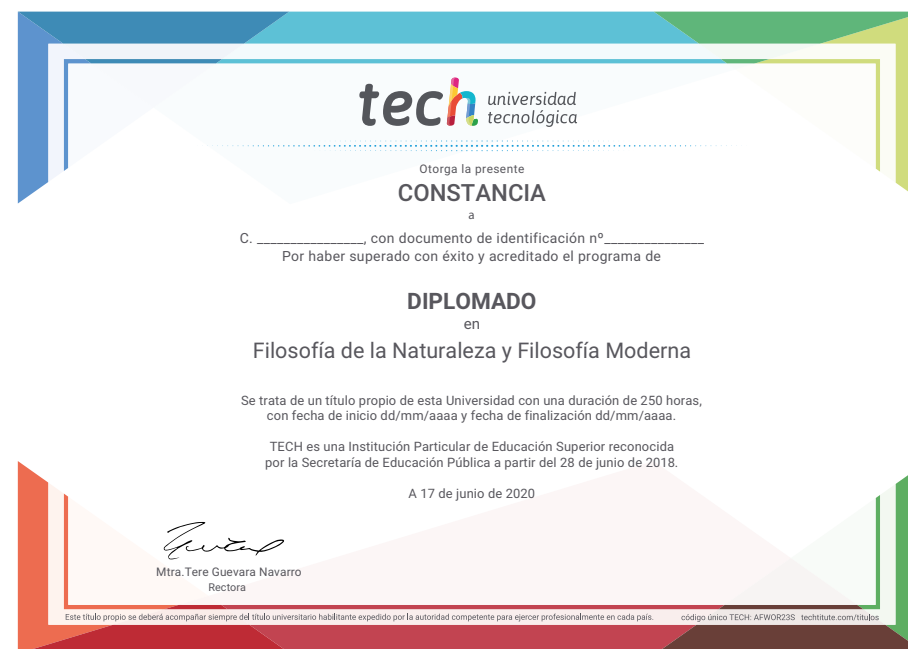 tech universidad
tecnológica
Otorga la presente
CONSTANCIA
a
C. ________________, con documento de identificación nº_______________
Por haber superado con éxito y acreditado el programa de
DIPLOMADO
en
Filosofía de la Naturaleza y Filosofía Moderna
Se trata de un título propio de esta Universidad con una duración de 250 horas,
con fecha de inicio dd/mm/aaaa y fecha de finalización dd/mm/aaaa.
TECH es una Institución Particular de Educación Superior reconocida
por la Secretaría de Educación Pública a partir del 28 de junio de 2018.
A 17 de junio de 2020
Mtra.Tere Guevara Navarro
Rectora
Este título propio se deberá acompañar siempre del título universitario habilitante expedido por la autoridad competente para ejercer profesionalmente en cada país. código único TECH: AFWOR23S techtitute.com/titulos